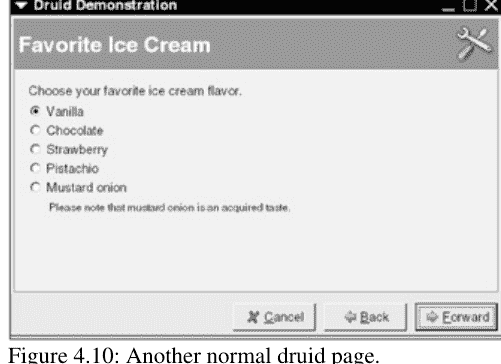 Druid Demonstration
Favorite Ice Cream
Choose your favorite ice cream flavor.
Vanilla
Chocolate
Strawberry
Pistachio
Mustard onion
Please note that mustard onion is an acquired taste.
Cancel
Back
Forward
Figure 4.10: Another normal druid page.